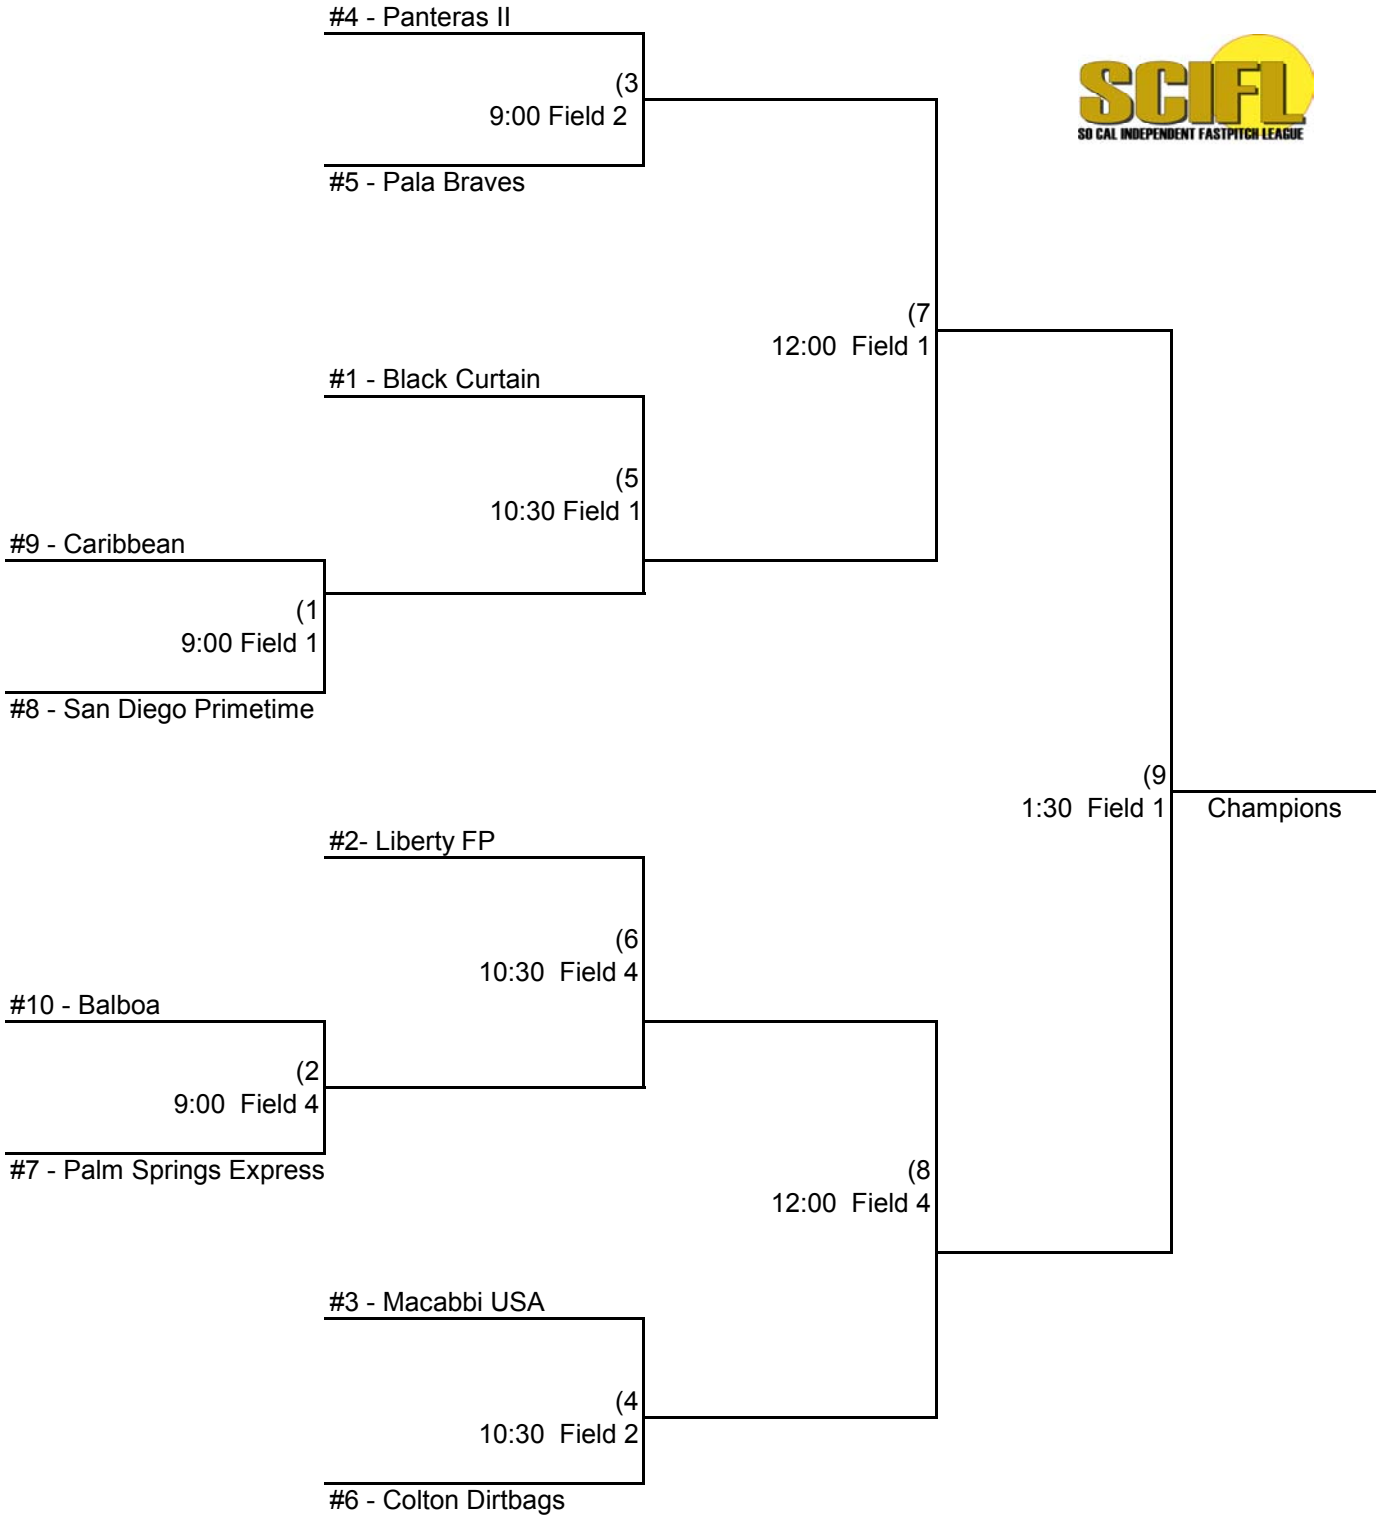 #4 - Panteras II
SCIFL
SO CAL INDEPENDENT FASTPITCH LEAGUE
(3
9:00 Field 2
#5 - Pala Braves
(7
12:00  Field 1
#1 - Black Curtain
(5
10:30 Field 1
#9 - Caribbean
(1
9:00 Field 1
#8 - San Diego Primetime
(9
1:30  Field 1
Champions
#2- Liberty FP
(6
10:30  Field 4
#10 - Balboa
(2
9:00  Field 4
#7 - Palm Springs Express
(8
12:00  Field 4
#3 - Macabbi USA
(4
10:30  Field 2
#6 - Colton Dirtbags